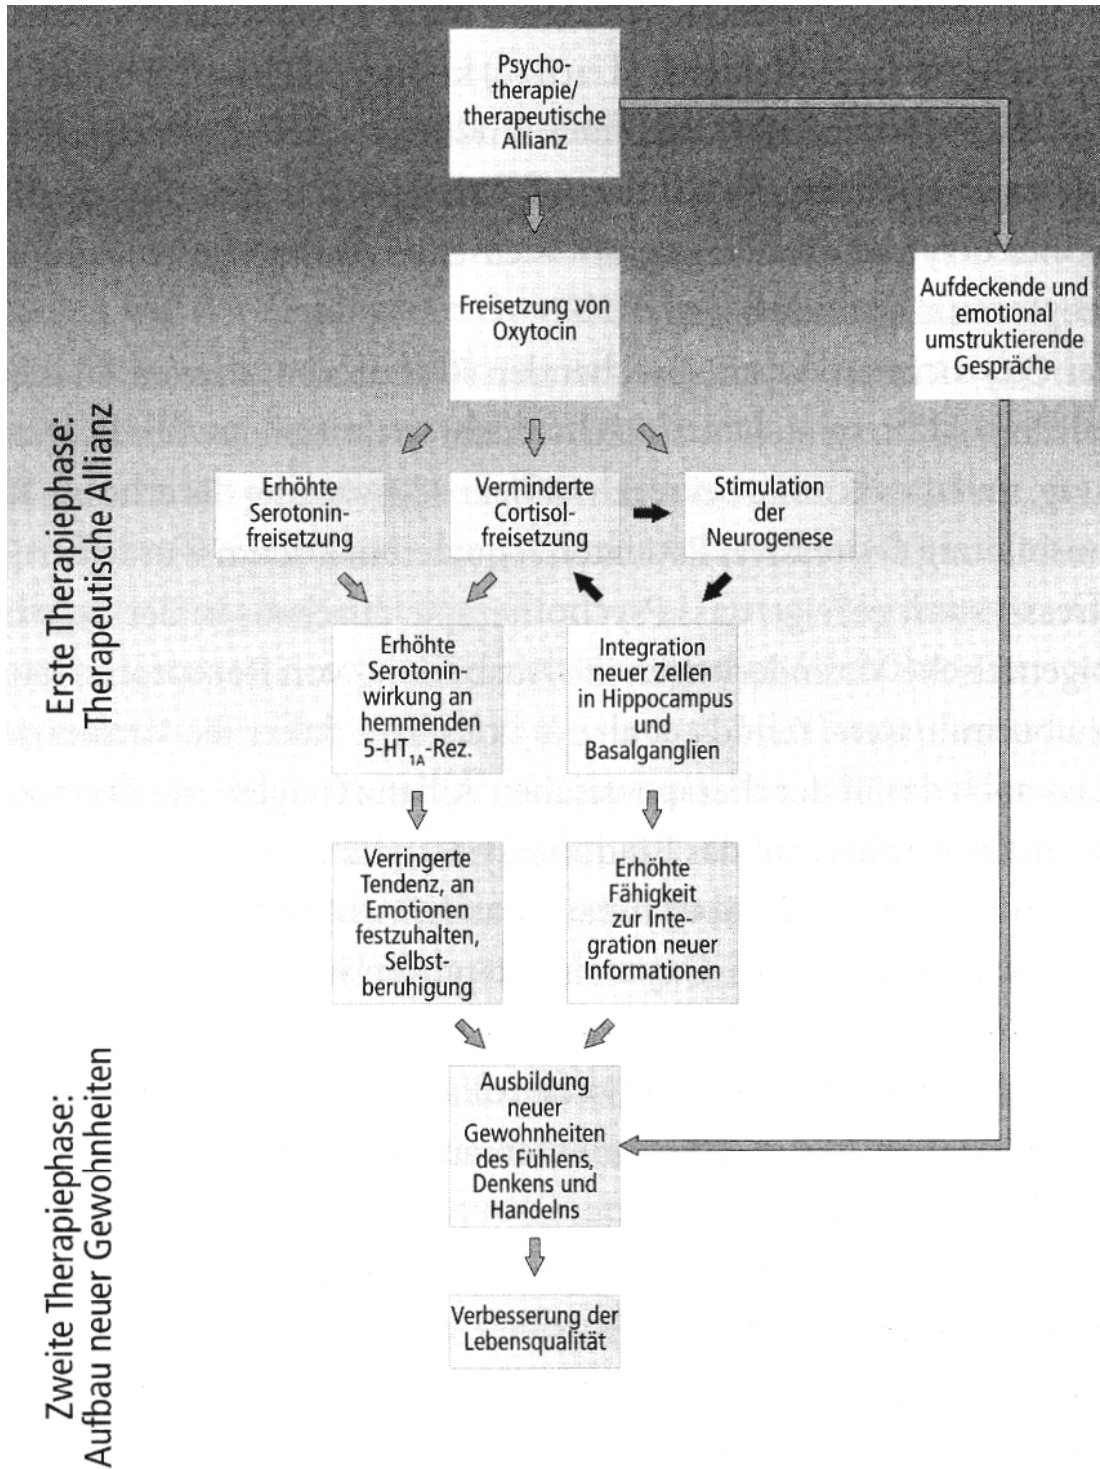 Psycho-
therapie/
therapeutische
Allianz
Freisetzung von
Oxytocin
Aufdeckende und
emotional
umstruktierende
Gespräche
Erste Therapiephase:
Therapeutische Allianz
Erhöhte
Serotonin-
freisetzung
Verminderte
Cortisol-
freisetzung
Stimulation
der
Neurogenese
Erhöhte
Serotonin-
wirkung an
hemmenden
5-HT1A-Rez.
Integration
neuer Zellen
in Hippocampus
und
Basalganglien
Verringerte
Tendenz, an
Emotionen
festzuhalten,
Selbst-
beruhigung
Erhöhte
Fähigkeit
zur Inte-
gration neuer
Informationen
Zweite Therapiephase:
Aufbau neuer Gewohnheiten
Ausbildung
neuer
Gewohnheiten
des Fühlens,
Denkens und
Handelns
Verbesserung der
Lebensqualität